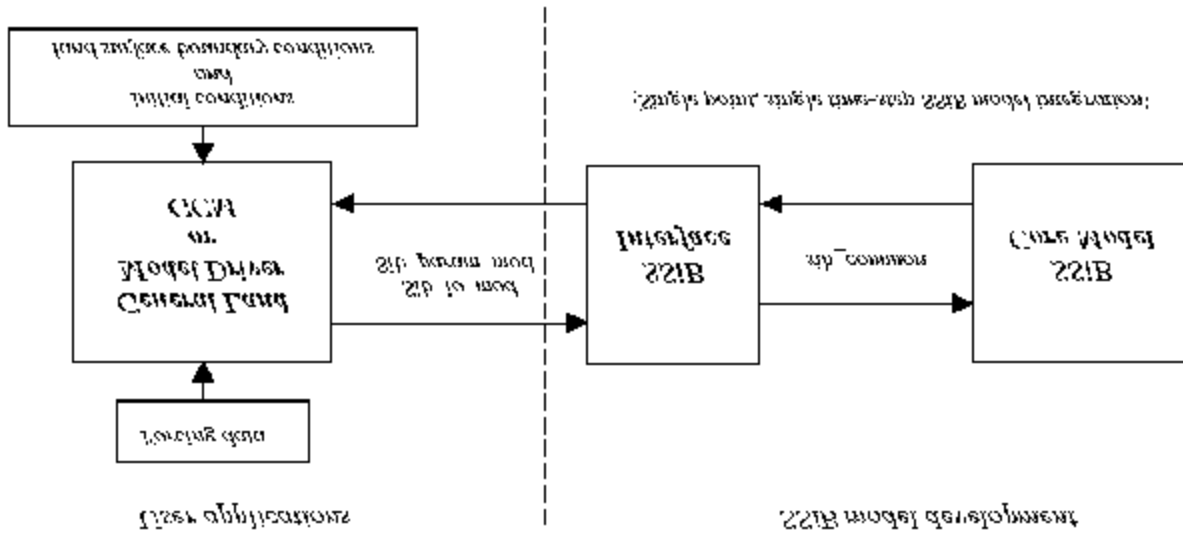 User applications
SSiB model development
Forcing data
General Land
Model Driver
or
GCM
Sib_io_mod
Sib_param_mod
SSiB
Interface
sib_common
SSiB
Core Model
initial conditions
and
land surface boundary conditions
(Single point, single time-step SSiB model integration)